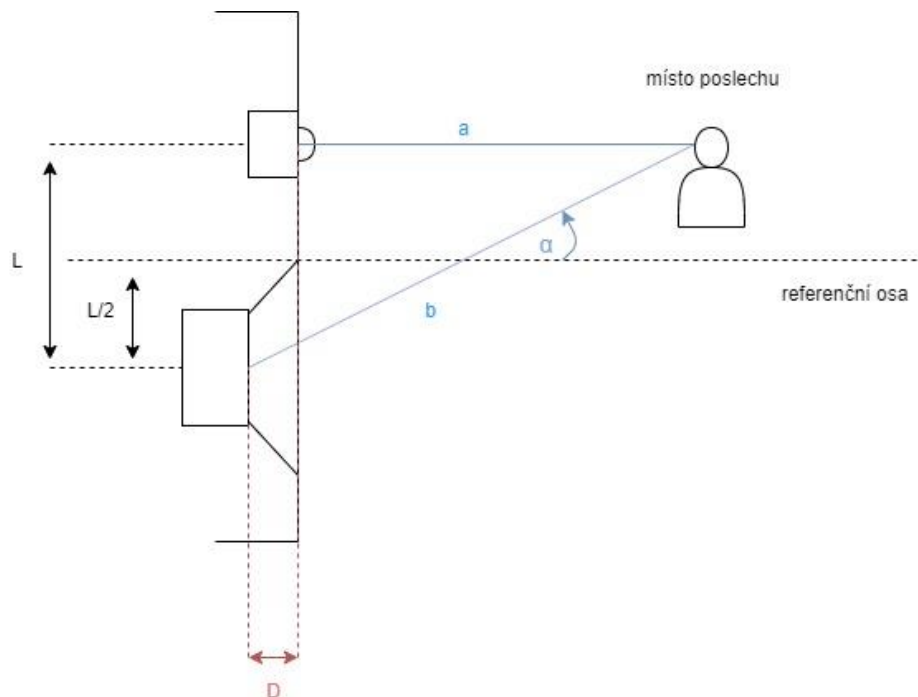 místo poslechu
a
L
α
L/2
b
referenční osa
D